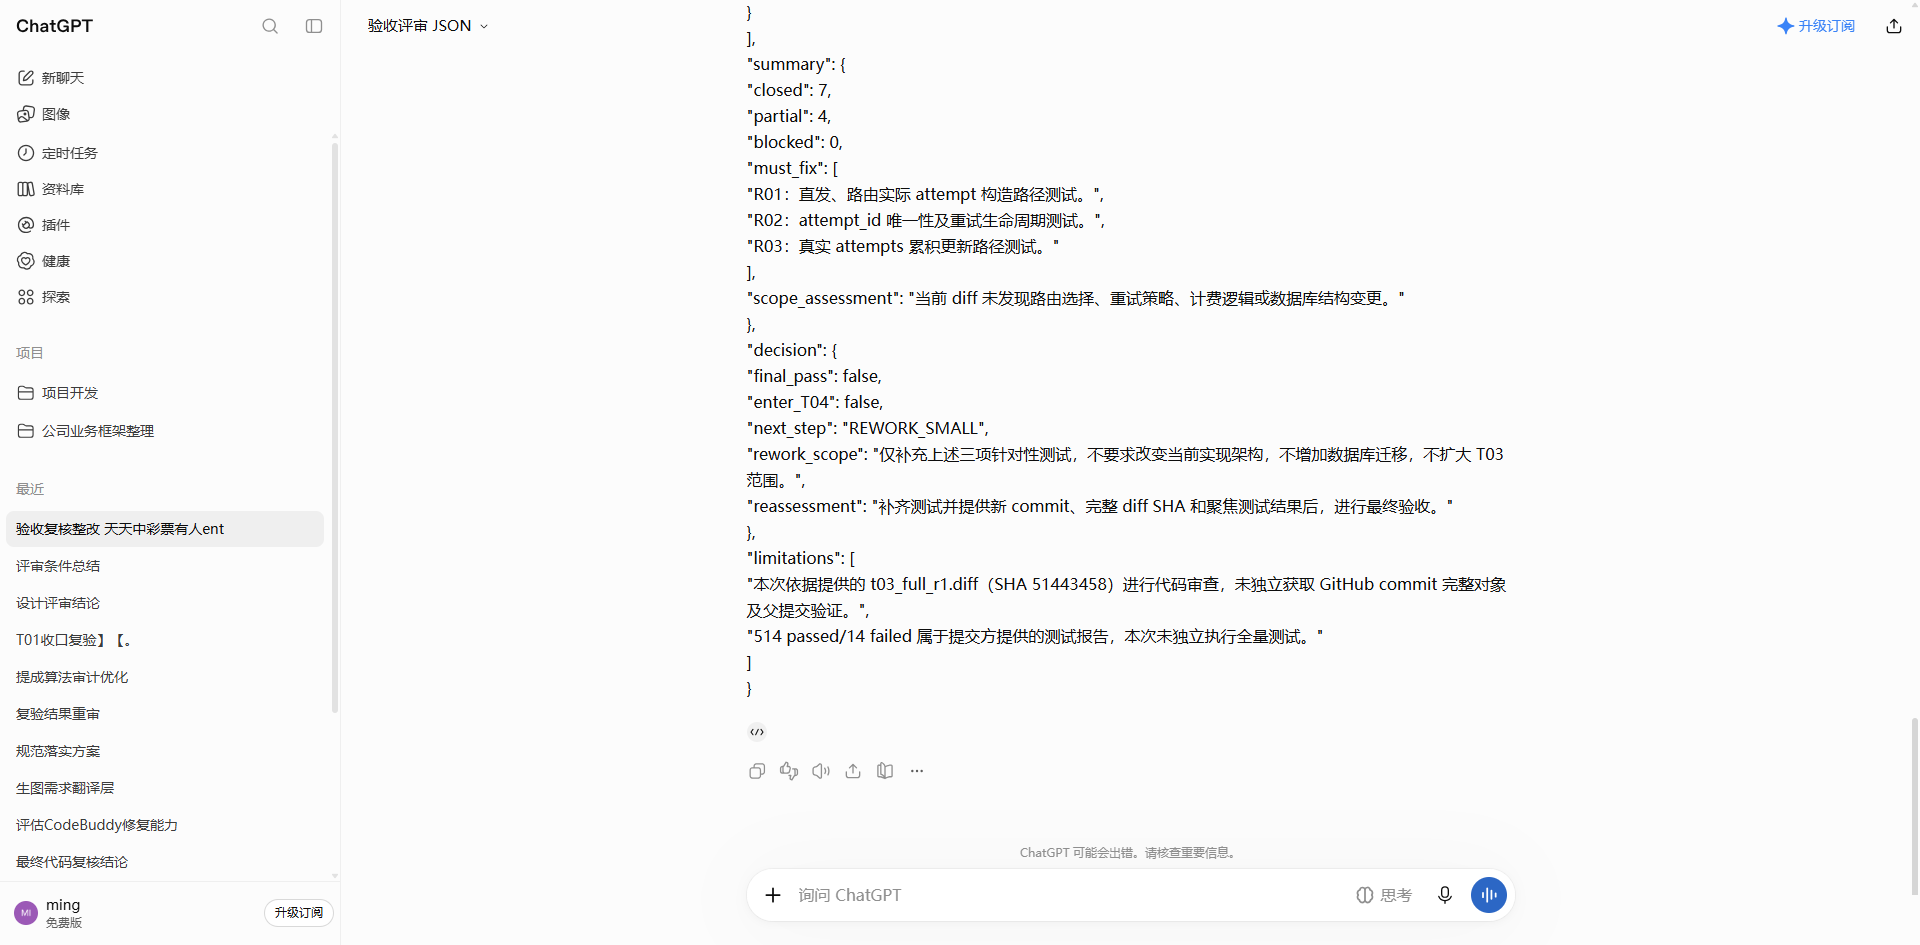 ChatGPT
新聊天
图像
定时任务
资料库
插件
健康
探索
项目
项目开发
公司业务框架整理
最近
验收复核整改 天天中彩票有人ent
评审条件总结
设计评审结论
T01收口复验】【。
提成算法审计优化
复验结果重审
规范落实方案
生图需求翻译层
评估CodeBuddy修复能力
最终代码复核结论
MI
ming
免费版
升级订阅
验收评审 JSON
升级订阅
}
],
"summary": {
"closed": 7,
"partial": 4,
"blocked": 0,
"must_fix": [
"R01：直发、路由实际 attempt 构造路径测试。",
"R02：attempt_id 唯一性及重试生命周期测试。",
"R03：真实 attempts 累积更新路径测试。"
],
"scope_assessment": "当前 diff 未发现路由选择、重试策略、计费逻辑或数据库结构变更。"
},
"decision": {
"final_pass": false,
"enter_T04": false,
"next_step": "REWORK_SMALL",
"rework_scope": "仅补充上述三项针对性测试，不要求改变当前实现架构，不增加数据库迁移，不扩大 T03
范围。",
"reassessment": "补齐测试并提供新 commit、完整 diff SHA 和聚焦测试结果后，进行最终验收。"
},
"limitations": [
"本次依据提供的 t03_full_r1.diff（SHA 51443458）进行代码审查，未独立获取 GitHub commit 完整对象
及父提交验证。",
"514 passed/14 failed 属于提交方提供的测试报告，本次未独立执行全量测试。"
]
}
ChatGPT 可能会出错。请核查重要信息。
询问 ChatGPT
思考